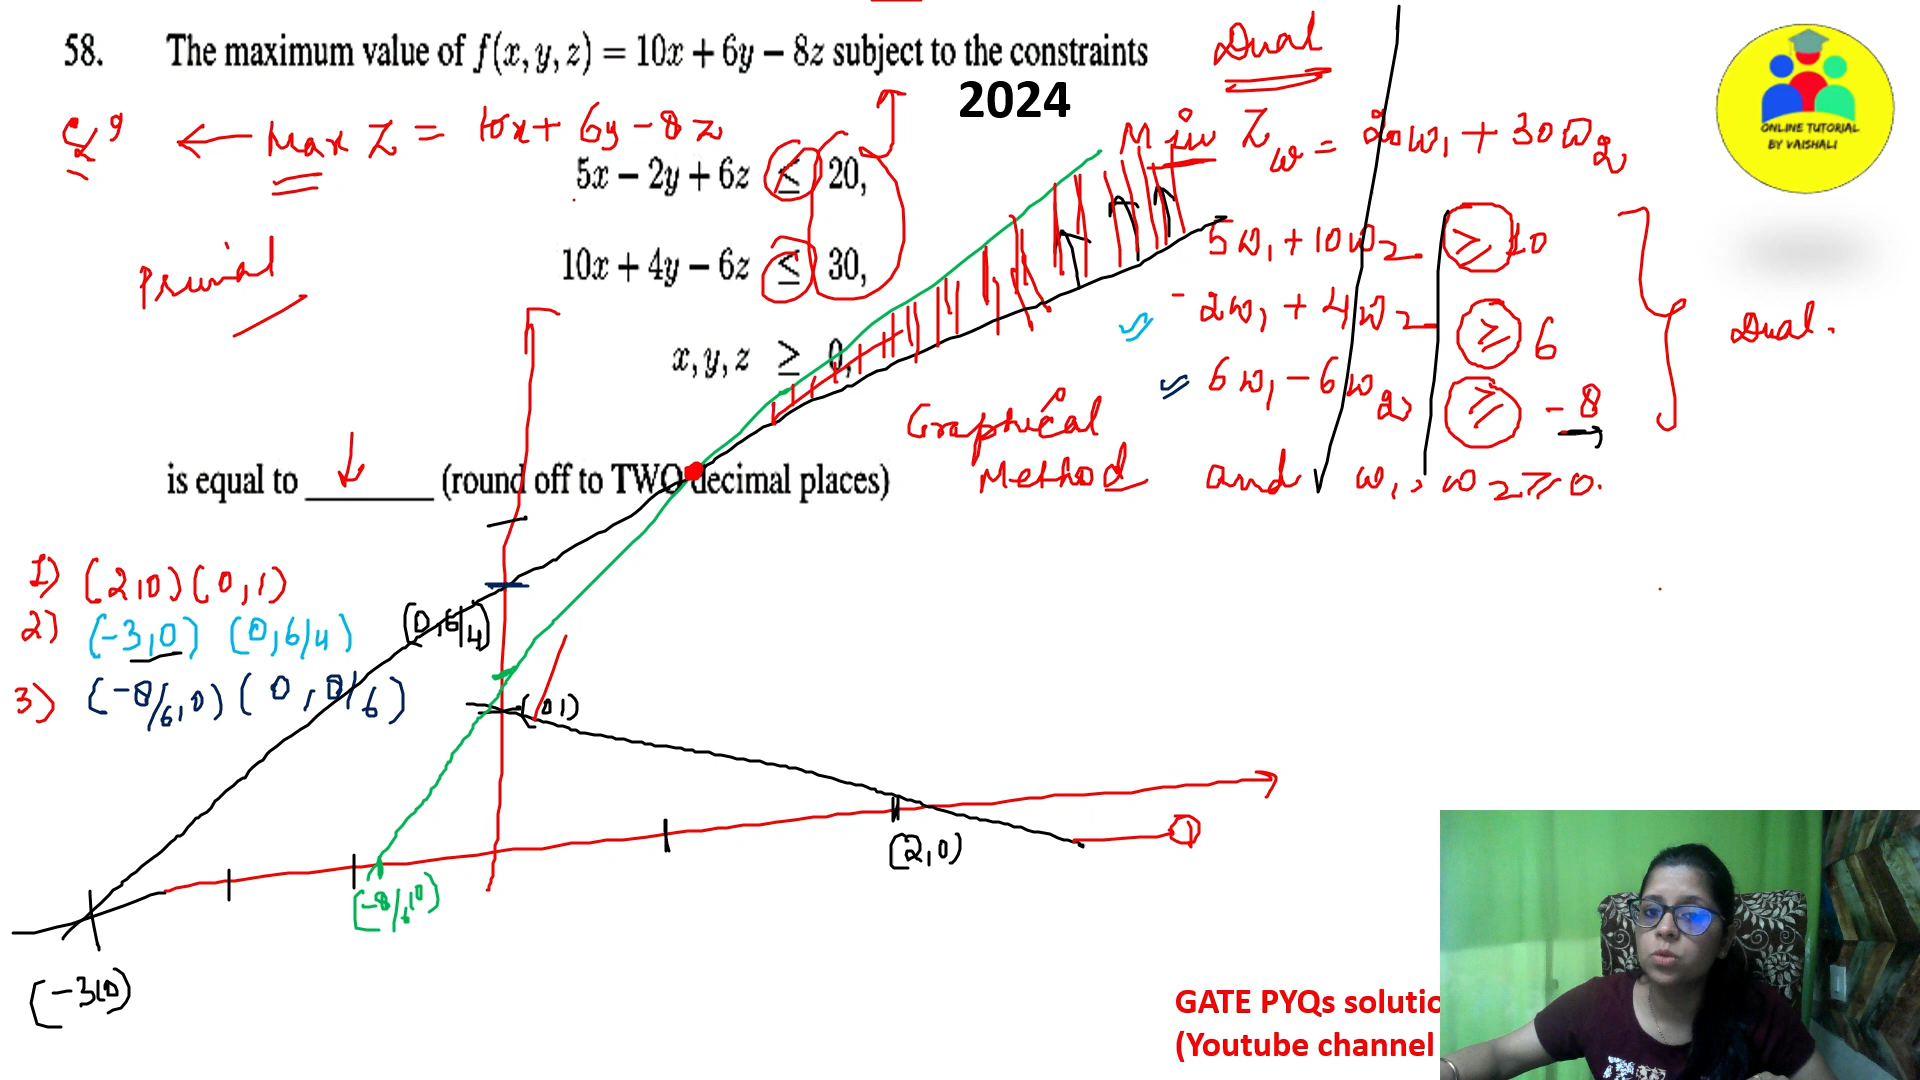 58. The maximum value of f(x, y, z) = 10x + 6y − 8z subject to the constraints
Dual
2024
← Max Z = 10x + 6y − 8z
Min Z_w = 20w₁ + 30w₂
5x − 2y + 6z ≤ 20,
10x + 4y − 6z ≤ 30,
x, y, z ≥ 0,
Primal
5w₁ + 10w₂ ≥ 10
−2w₁ + 4w₂ ≥ 6
6w₁ − 6w₂ ≥ −8
Dual.
and w₁, w₂ ≥ 0.
Graphical
Method
is equal to ________ (round off to TWO decimal places)
1) (2,0) (0,1)
2) (−3,0) (0,6/4)
3) (−8/6,0) (0,8/6)
(0,6/4)
(0,1)
(2,0)
(−8/6,0)
(−3,0)
1
ONLINE TUTORIAL
BY VAISHALI
GATE PYQs solutio
(Youtube channel